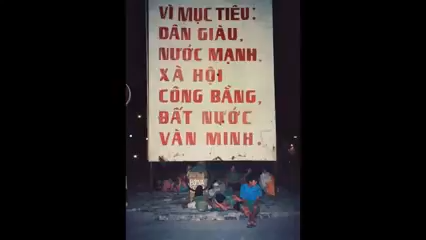 VÌ MỤC TIÊU:
DÂN GIÀU,
NƯỚC MẠNH,
XÃ HỘI
CÔNG BẰNG,
ĐẤT NƯỚC
VĂN MINH.